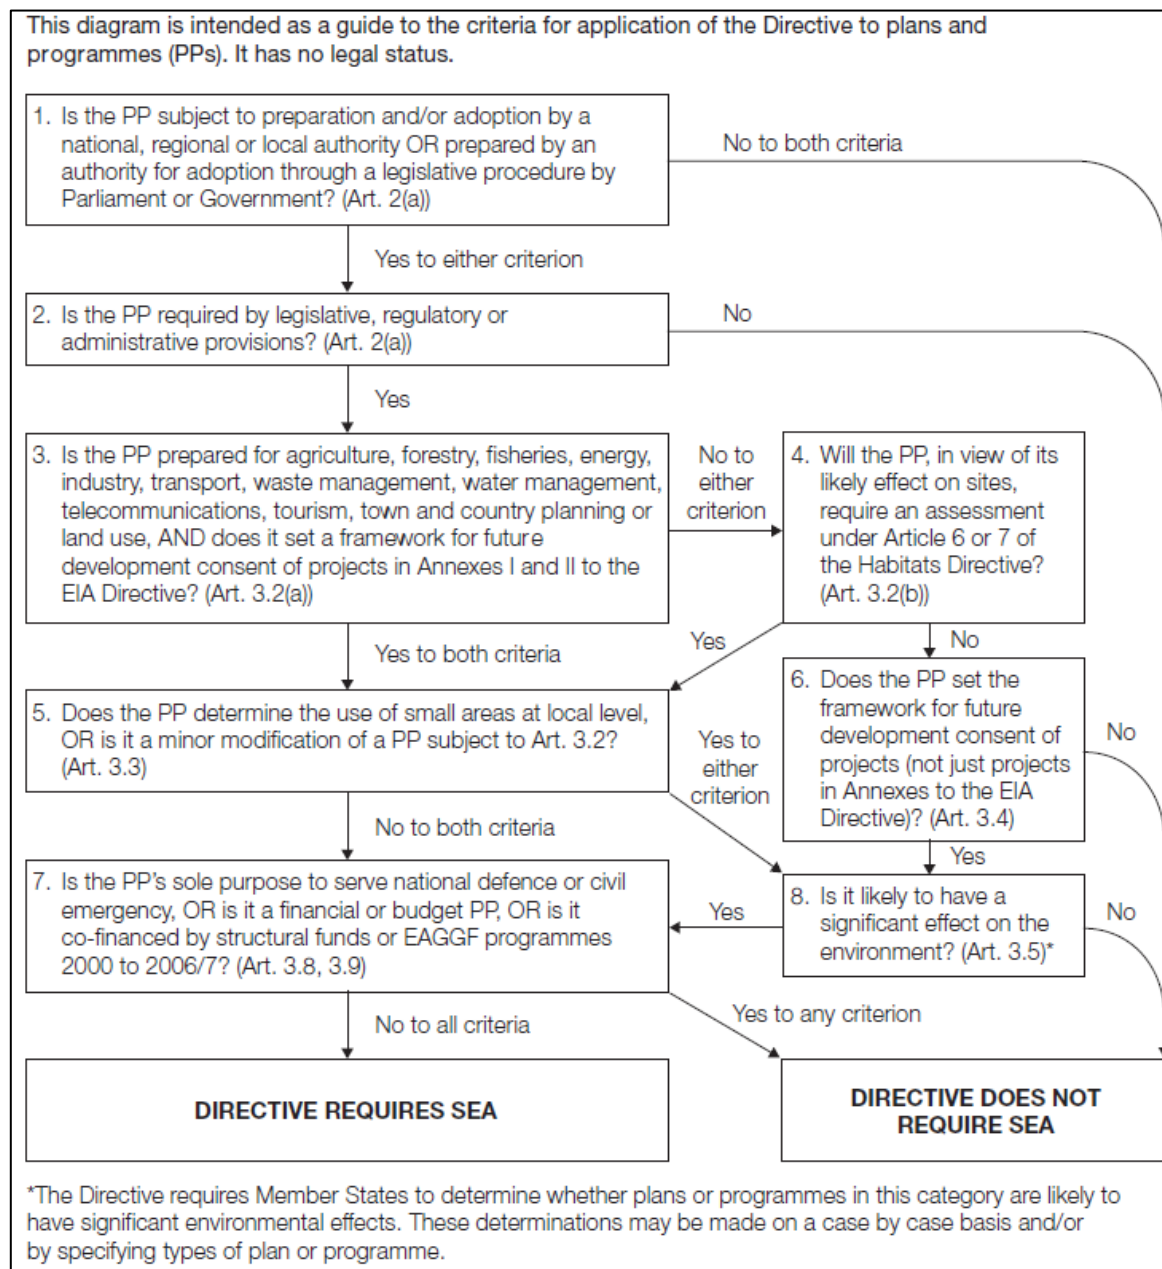 This diagram is intended as a guide to the criteria for application of the Directive to plans and
programmes (PPs). It has no legal status.
1. Is the PP subject to preparation and/or adoption by a
national, regional or local authority OR prepared by an
authority for adoption through a legislative procedure by
Parliament or Government? (Art. 2(a))
No to both criteria
Yes to either criterion
2. Is the PP required by legislative, regulatory or
administrative provisions? (Art. 2(a))
No
Yes
3. Is the PP prepared for agriculture, forestry, fisheries, energy,
industry, transport, waste management, water management,
telecommunications, tourism, town and country planning or
land use, AND does it set a framework for future
development consent of projects in Annexes I and II to the
EIA Directive? (Art. 3.2(a))
No to
either
criterion
4. Will the PP, in view of its
likely effect on sites,
require an assessment
under Article 6 or 7 of
the Habitats Directive?
(Art. 3.2(b))
Yes to both criteria
Yes
No
5. Does the PP determine the use of small areas at local level,
OR is it a minor modification of a PP subject to Art. 3.2?
(Art. 3.3)
Yes to
either
criterion
6. Does the PP set the
framework for future
development consent of
projects (not just projects
in Annexes to the EIA
Directive)? (Art. 3.4)
No
No to both criteria
Yes
7. Is the PP's sole purpose to serve national defence or civil
emergency, OR is it a financial or budget PP, OR is it
co-financed by structural funds or EAGGF programmes
2000 to 2006/7? (Art. 3.8, 3.9)
Yes
8. Is it likely to have a
significant effect on the
environment? (Art. 3.5)*
No
No to all criteria
Yes to any criterion
DIRECTIVE REQUIRES SEA
DIRECTIVE DOES NOT
REQUIRE SEA
*The Directive requires Member States to determine whether plans or programmes in this category are likely to
have significant environmental effects. These determinations may be made on a case by case basis and/or
by specifying types of plan or programme.